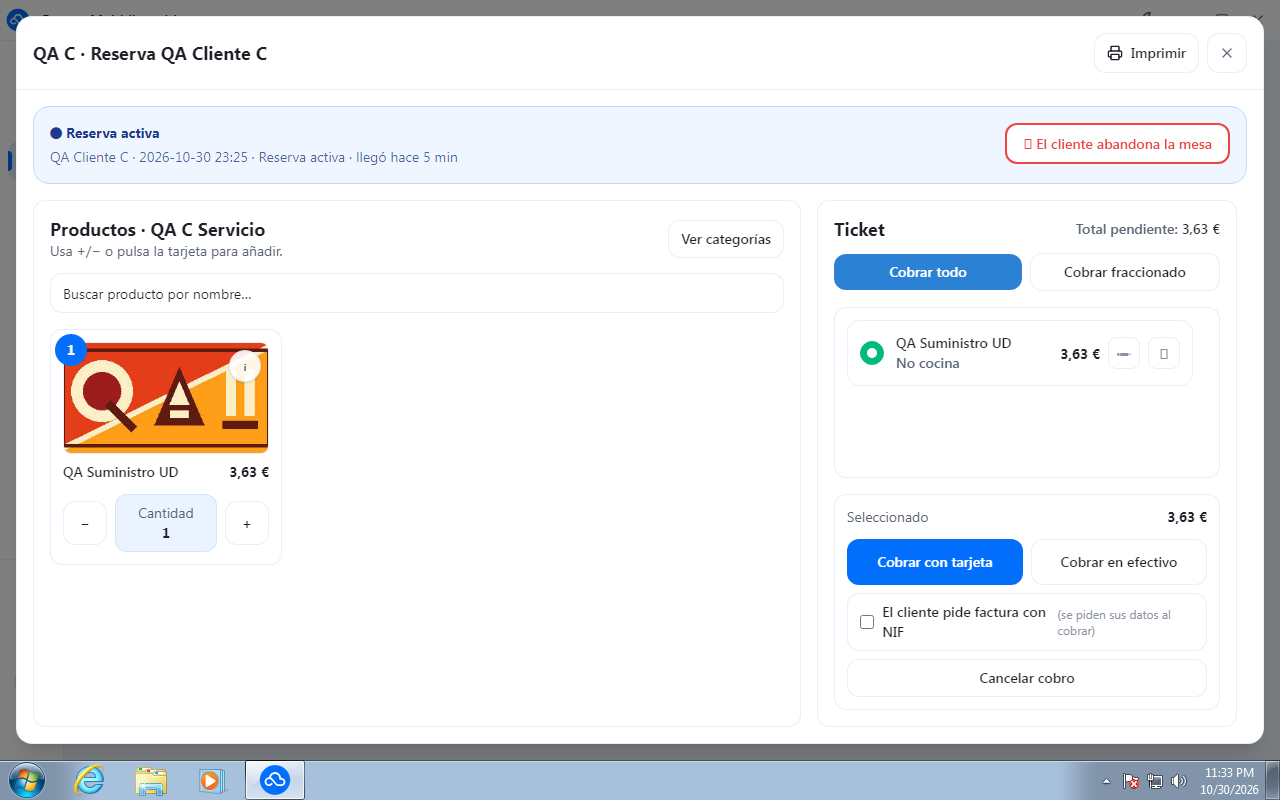 QA C · Reserva QA Cliente C
Imprimir
Reserva activa
QA Cliente C · 2026-10-30 23:25 · Reserva activa · llegó hace 5 min
El cliente abandona la mesa
Productos · QA C Servicio
Usa +/− o pulsa la tarjeta para añadir.
Ver categorías
Buscar producto por nombre...
1
i
QA
QA Suministro UD
3,63 €
−
Cantidad
1
+
Ticket
Total pendiente: 3,63 €
Cobrar todo
Cobrar fraccionado
QA Suministro UD
No cocina
3,63 €
Seleccionado
3,63 €
Cobrar con tarjeta
Cobrar en efectivo
El cliente pide factura con
NIF
(se piden sus datos al
cobrar)
Cancelar cobro
11:33 PM
10/30/2026